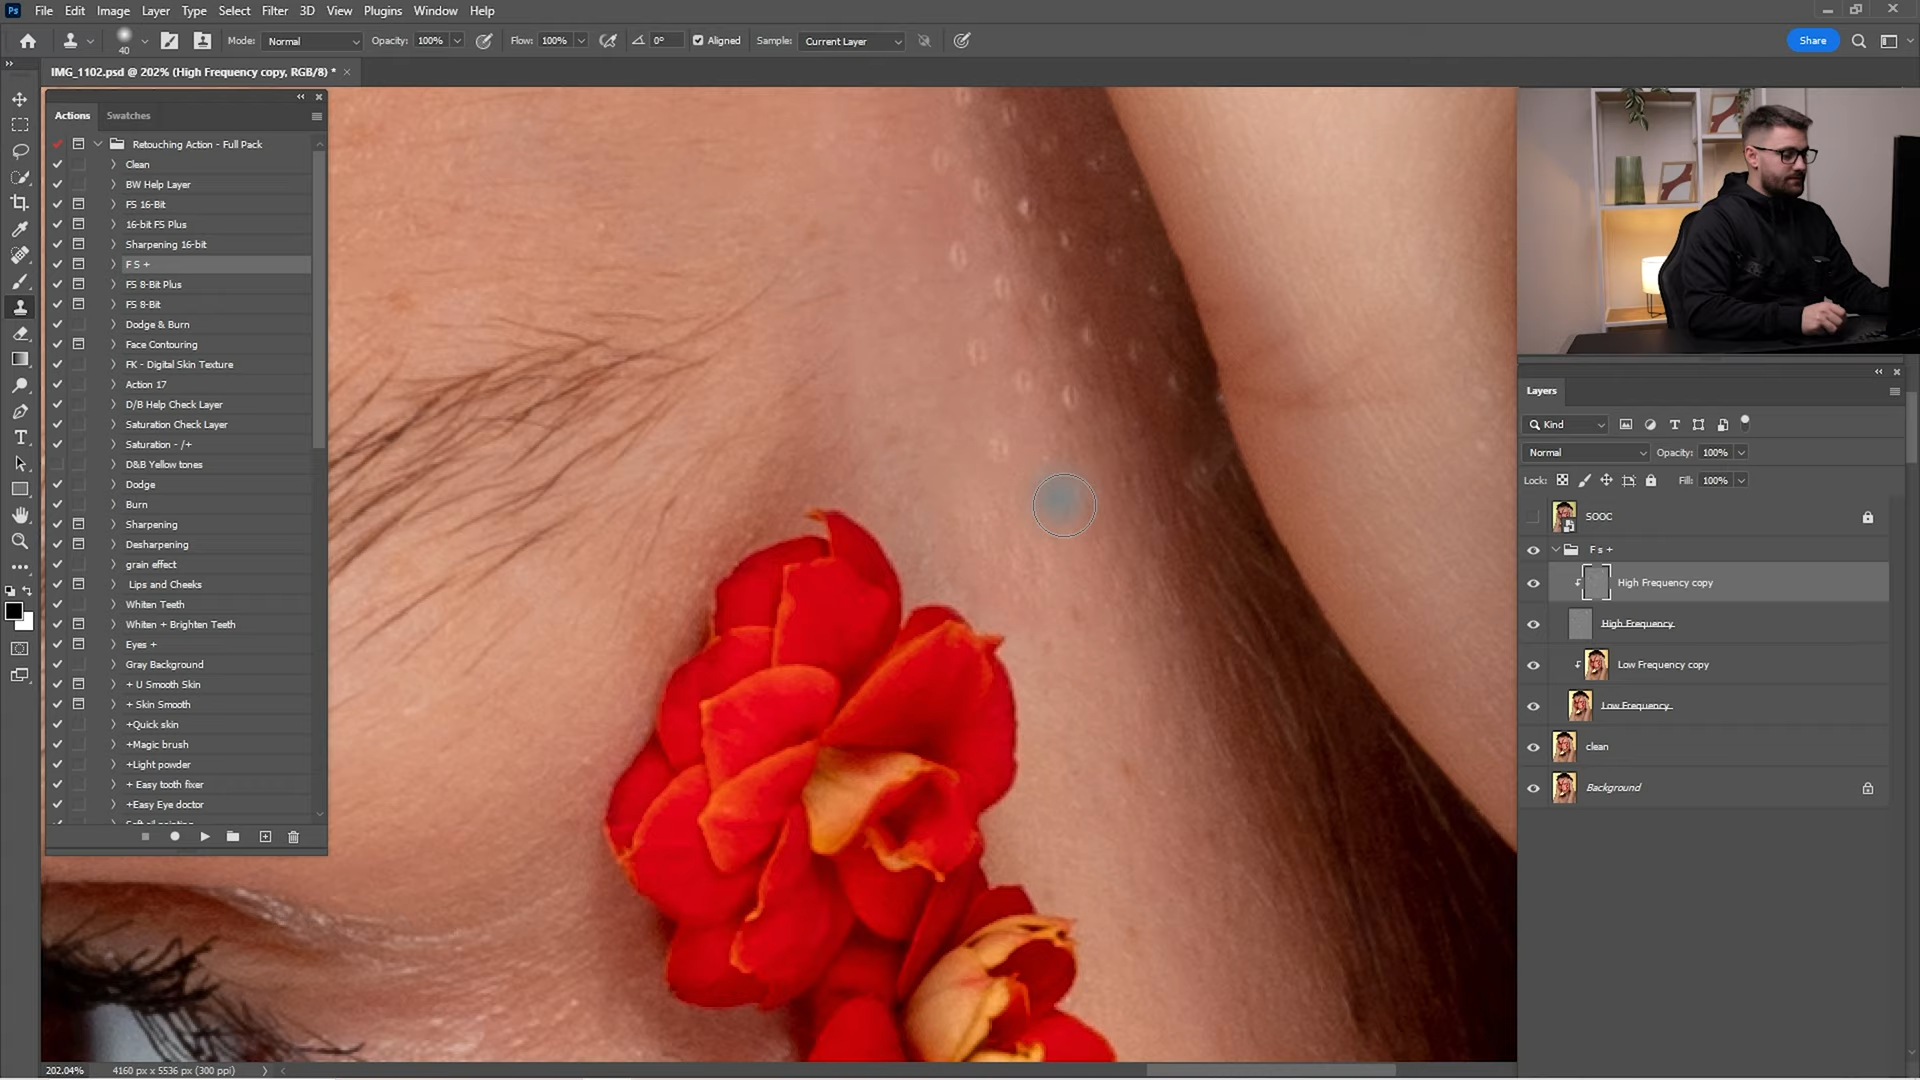 Ps File Edit Image Layer Type Select Filter 3D View Plugins Window Help
40 Mode: Normal Opacity: 100% Flow: 100% 0° Aligned Sample: Current Layer Share
IMG_1102.psd @ 202% (High Frequency copy, RGB/8) *
Actions Swatches
Retouching Action - Full Pack
Clean
BW Help Layer
FS 16-Bit
16-bit FS Plus
Sharpening 16-bit
F S +
FS 8-Bit Plus
FS 8-Bit
Dodge & Burn
Face Contouring
FK - Digital Skin Texture
Action 17
D/B Help Check Layer
Saturation Check Layer
Saturation - /+
D&B Yellow tones
Dodge
Burn
Sharpening
Desharpening
grain effect
Lips and Cheeks
Whiten Teeth
Whiten + Brighten Teeth
Eyes +
Gray Background
+ U Smooth Skin
+ Skin Smooth
+Quick skin
+Magic brush
+Light powder
+ Easy tooth fixer
+Easy Eye doctor
Layers
Kind
Normal Opacity: 100%
Lock: Fill: 100%
SOOC
F s +
High Frequency copy
High Frequency
Low Frequency copy
Low Frequency
clean
Background
202.04% 4160 px x 5536 px (300 ppi)